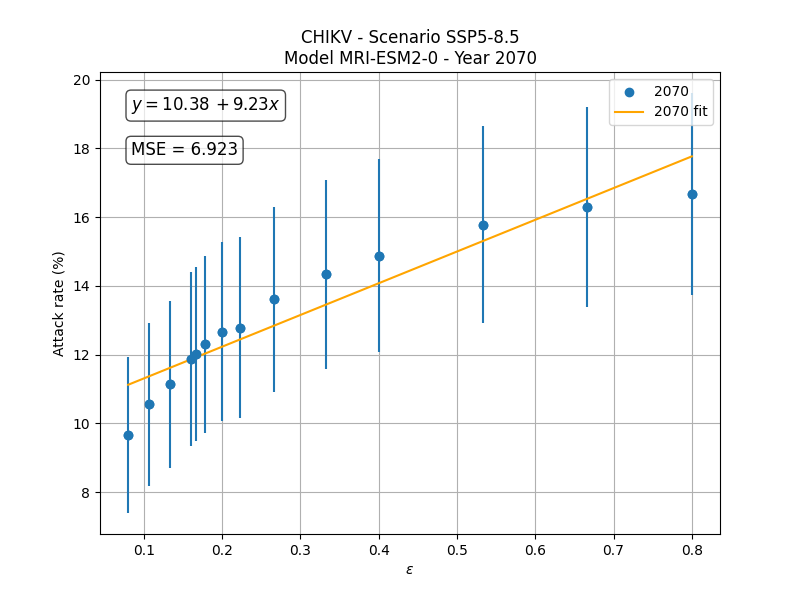 CHIKV - Scenario SSP5-8.5
Model MRI-ESM2-0 - Year 2070
y = 10.38 + 9.23x
MSE = 6.923
2070
2070 fit
Attack rate (%)
20
18
16
14
12
10
8
0.1 0.2 0.3 0.4 0.5 0.6 0.7 0.8
ε